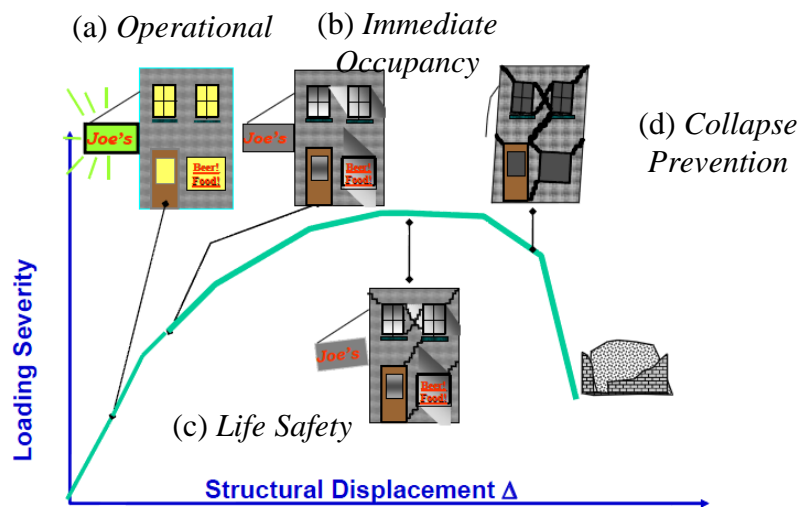 (a) Operational
(b) Immediate
Occupancy
(d) Collapse
Prevention
Joe's
Beer!
Food!
Joe's
Beer!
Food!
Joe's
Beer!
Food!
(c) Life Safety
Loading Severity
Structural Displacement Δ